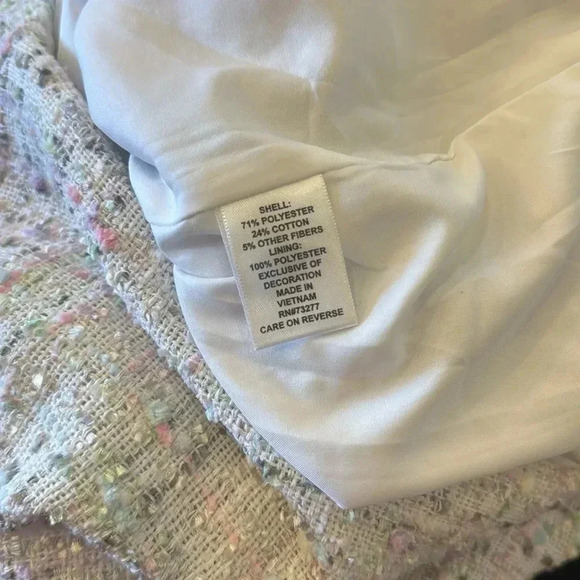 SHELL:
71% POLYESTER
24% COTTON
5% OTHER FIBERS
LINING:
100% POLYESTER
EXCLUSIVE OF
DECORATION
MADE IN
VIETNAM
RN#73277
CARE ON REVERSE